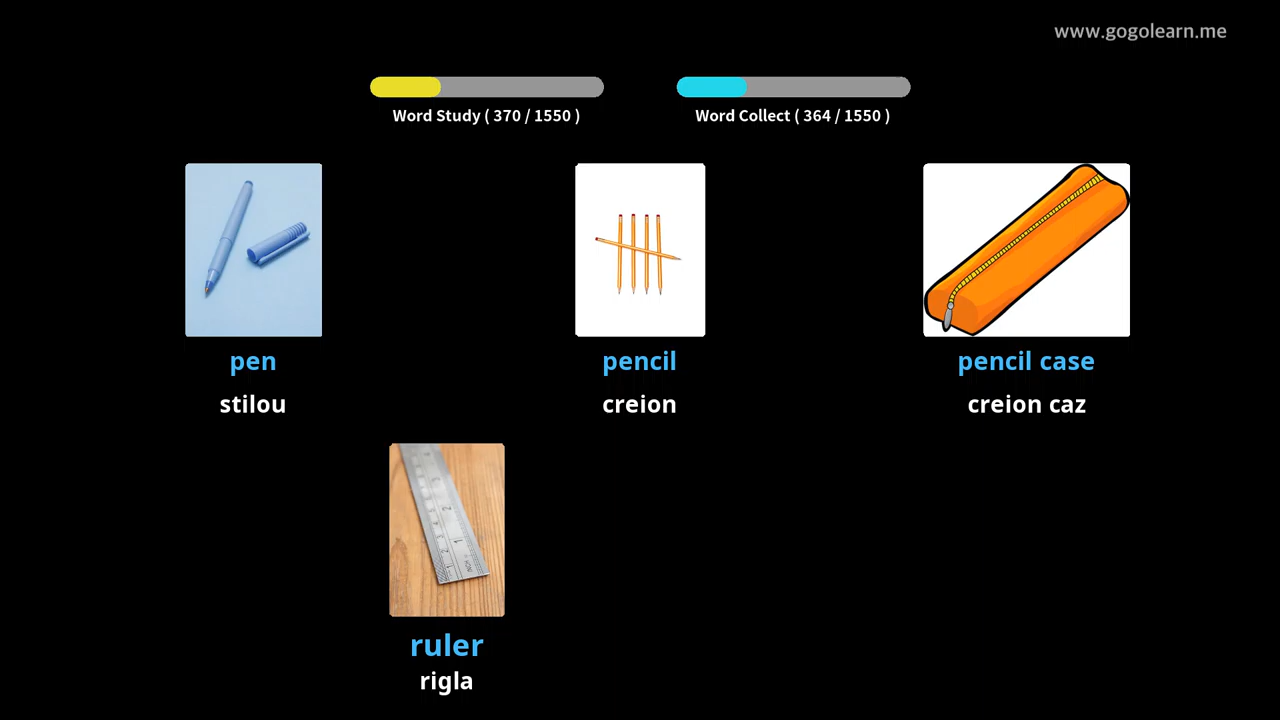 www.gogolearn.me
Word Study ( 370 / 1550 )
Word Collect ( 364 / 1550 )
pen
pencil
pencil case
stilou
creion
creion caz
ruler
rigla